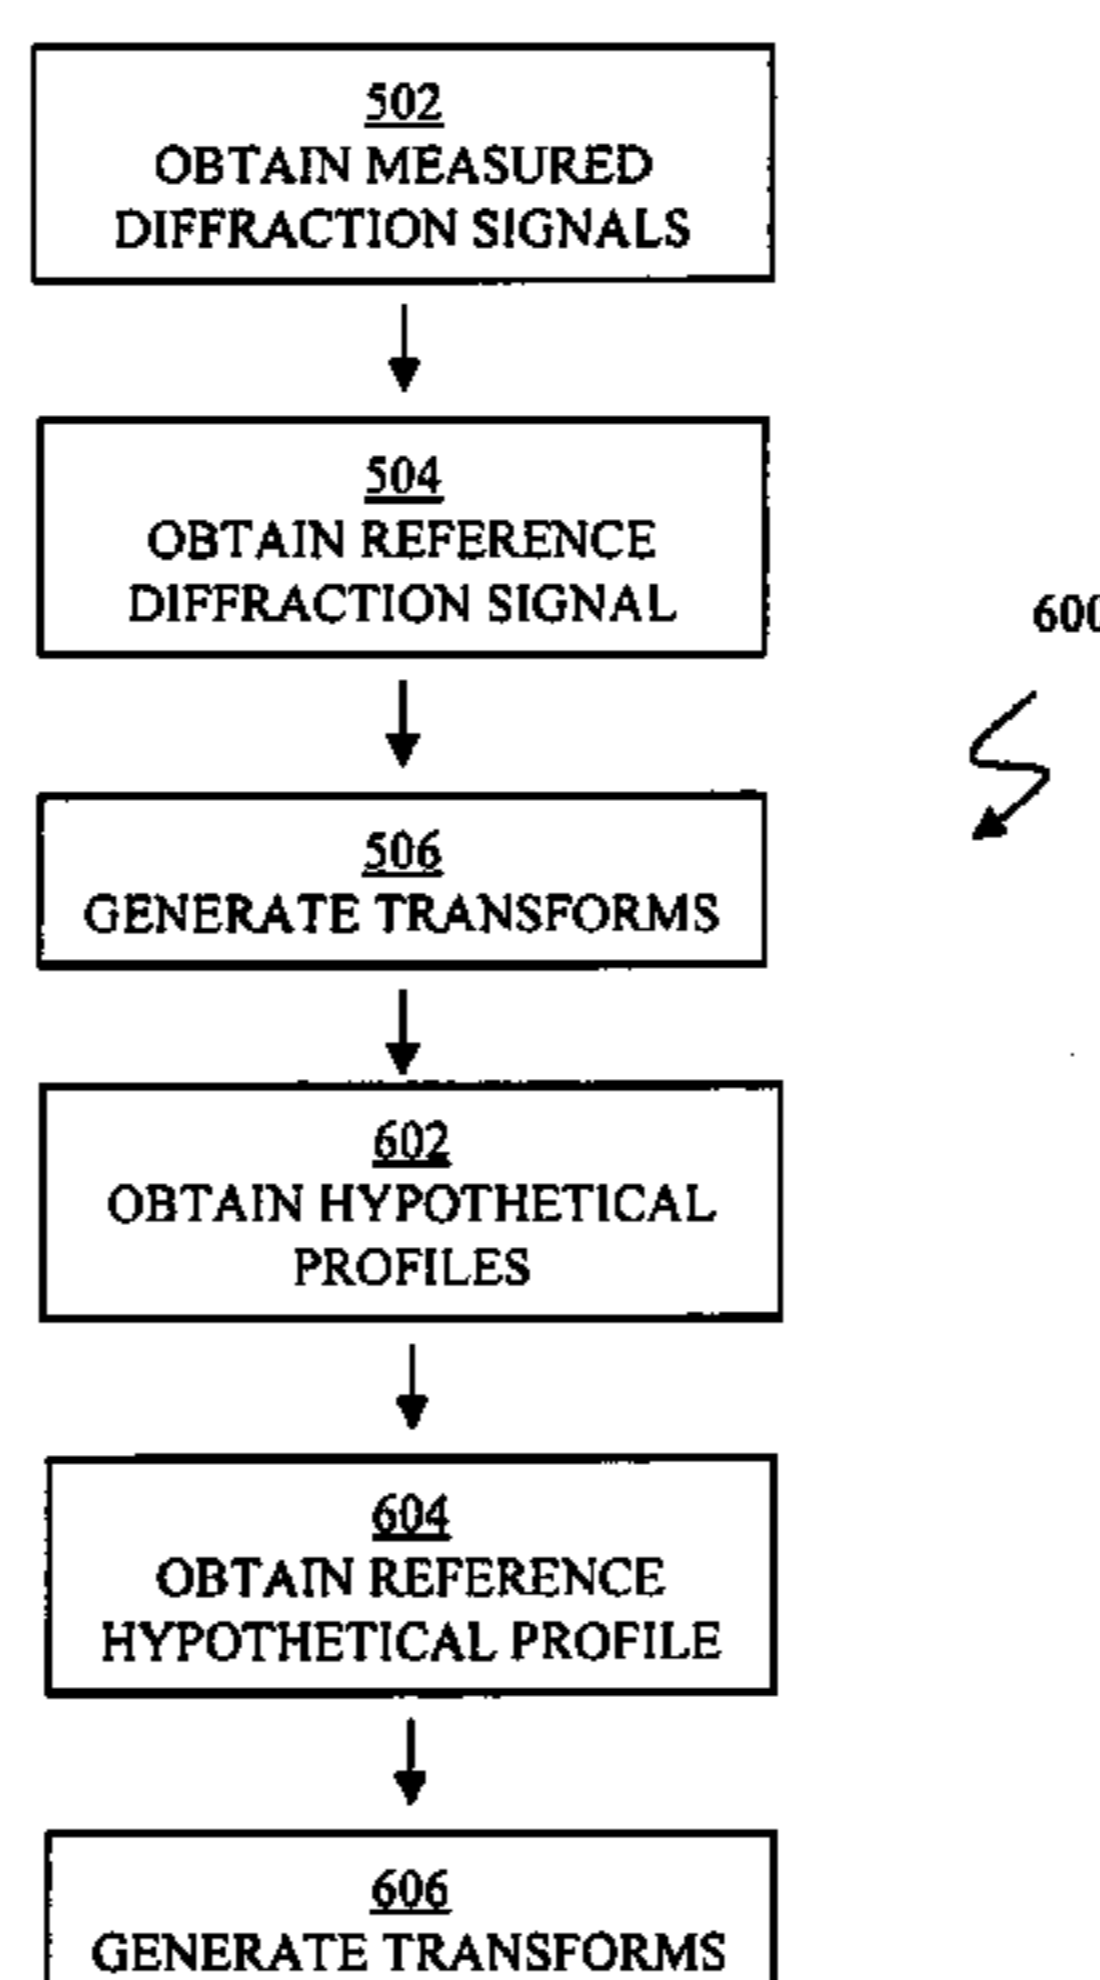 502
OBTAIN MEASURED
DIFFRACTION SIGNALS
504
OBTAIN REFERENCE
DIFFRACTION SIGNAL
600
506
GENERATE TRANSFORMS
602
OBTAIN HYPOTHETICAL
PROFILES
604
OBTAIN REFERENCE
HYPOTHETICAL PROFILE
606
GENERATE TRANSFORMS